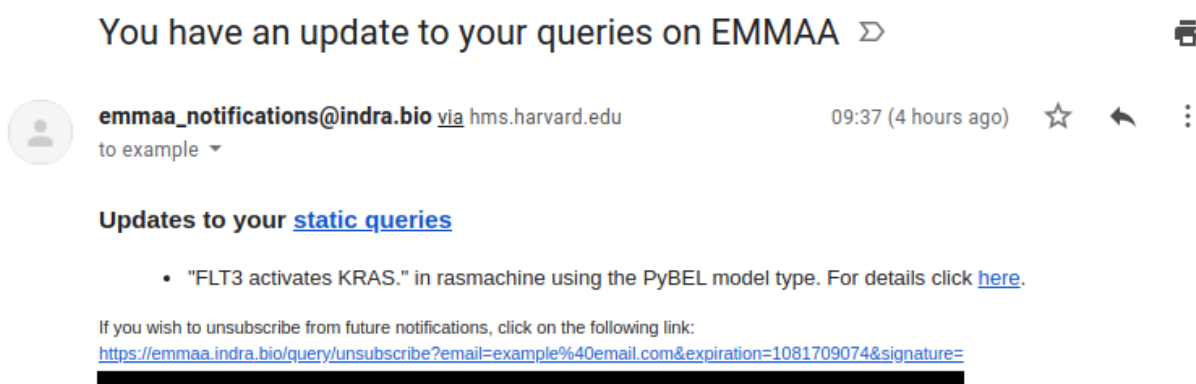 You have an update to your queries on EMMAA
emmaa_notifications@indra.bio via hms.harvard.edu 09:37 (4 hours ago)
to example
Updates to your static queries
• "FLT3 activates KRAS." in rasmachine using the PyBEL model type. For details click here.
If you wish to unsubscribe from future notifications, click on the following link:
https://emmaa.indra.bio/query/unsubscribe?email=example%40email.com&expiration=1081709074&signature=